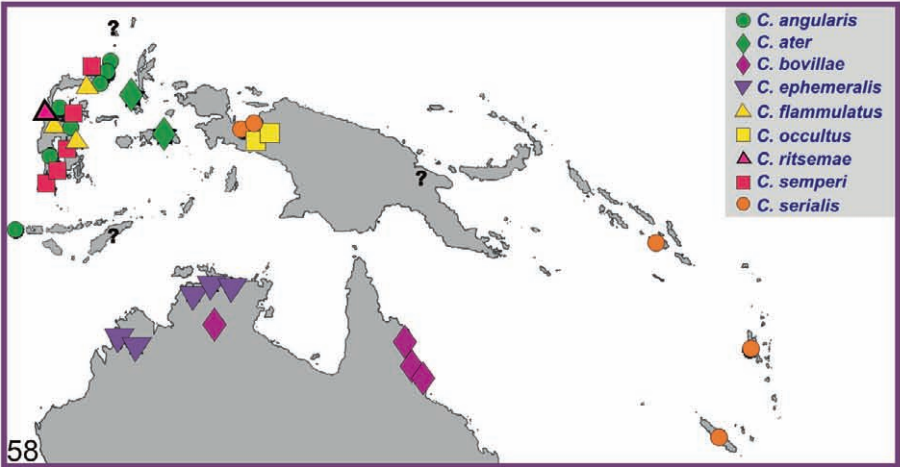 ?
C. angularis
C. ater
C. bovillae
C. ephemeralis
C. flammulatus
C. occultus
C. ritsemae
C. semperi
C. serialis
?
?
58